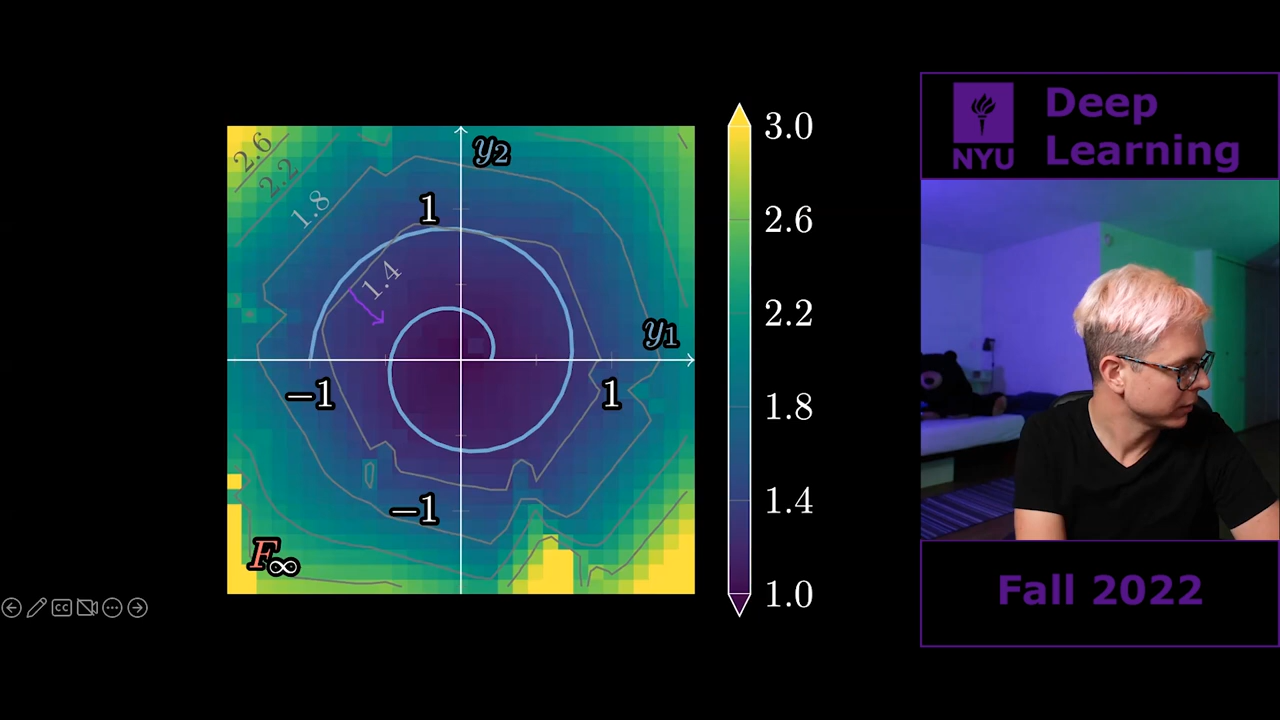 2.6
2.2
1.8
1.4
y₂
1
y₁
−1
1
−1
F∞
3.0
2.6
2.2
1.8
1.4
1.0
CC
NYU
Deep
Learning
Fall 2022